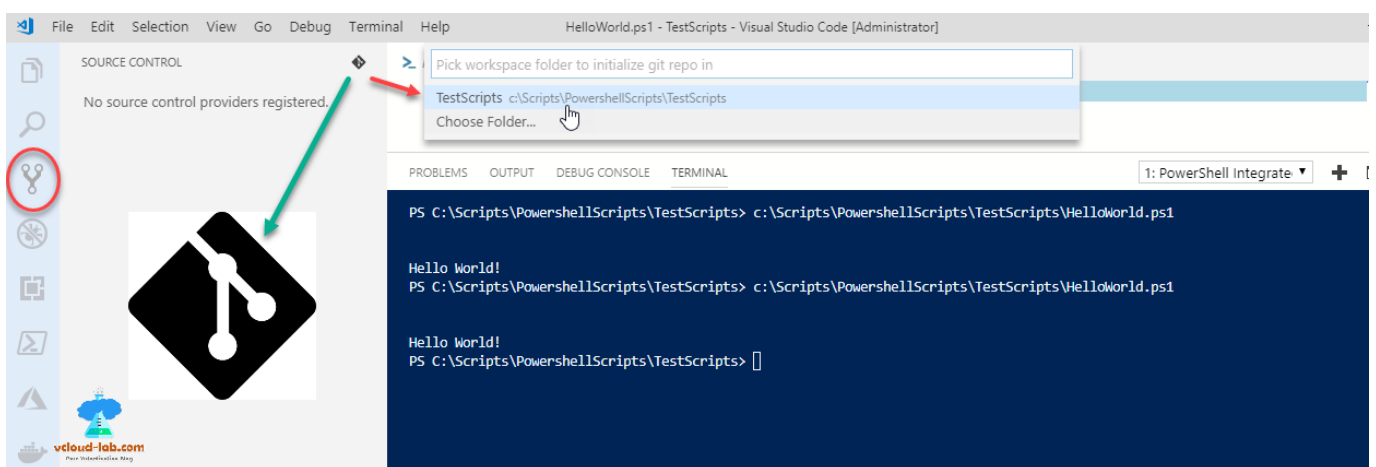 File Edit Selection View Go Debug Terminal Help HelloWorld.ps1 - TestScripts - Visual Studio Code [Administrator]
SOURCE CONTROL
No source control providers registered.
Pick workspace folder to initialize git repo in
TestScripts c:\Scripts\PowershellScripts\TestScripts
Choose Folder...
PROBLEMS OUTPUT DEBUG CONSOLE TERMINAL 1: PowerShell Integrate
PS C:\Scripts\PowershellScripts\TestScripts> c:\Scripts\PowershellScripts\TestScripts\HelloWorld.ps1
Hello World!
PS C:\Scripts\PowershellScripts\TestScripts> c:\Scripts\PowershellScripts\TestScripts\HelloWorld.ps1
Hello World!
PS C:\Scripts\PowershellScripts\TestScripts>
vcloud-lab.com